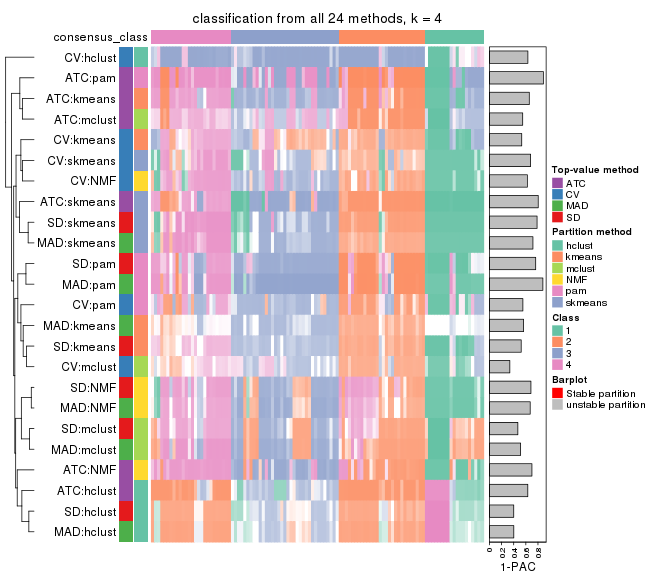 classification from all 24 methods, k = 4
consensus_class
CV:hclust
ATC:pam
ATC:kmeans
ATC:mclust
CV:kmeans
CV:skmeans
CV:NMF
ATC:skmeans
SD:skmeans
MAD:skmeans
SD:pam
MAD:pam
CV:pam
MAD:kmeans
SD:kmeans
CV:mclust
SD:NMF
MAD:NMF
SD:mclust
MAD:mclust
ATC:NMF
ATC:hclust
SD:hclust
MAD:hclust
0 0.2 0.4 0.6 0.8
1-PAC
Top-value method
ATC
CV
MAD
SD
Partition method
hclust
kmeans
mclust
NMF
pam
skmeans
Class
1
2
3
4
Barplot
Stable partition
unstable partition